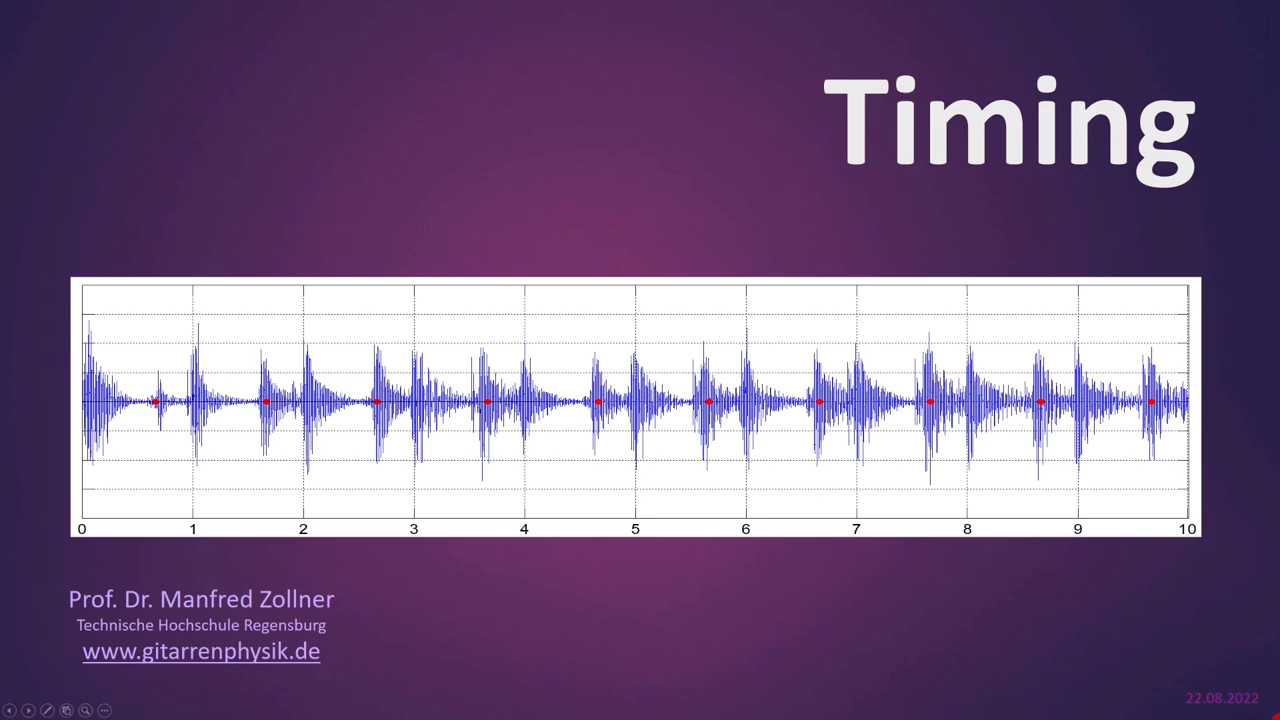 Timing
0 1 2 3 4 5 6 7 8 9 10
Prof. Dr. Manfred Zollner
Technische Hochschule Regensburg
www.gitarrenphysik.de
22.08.2022